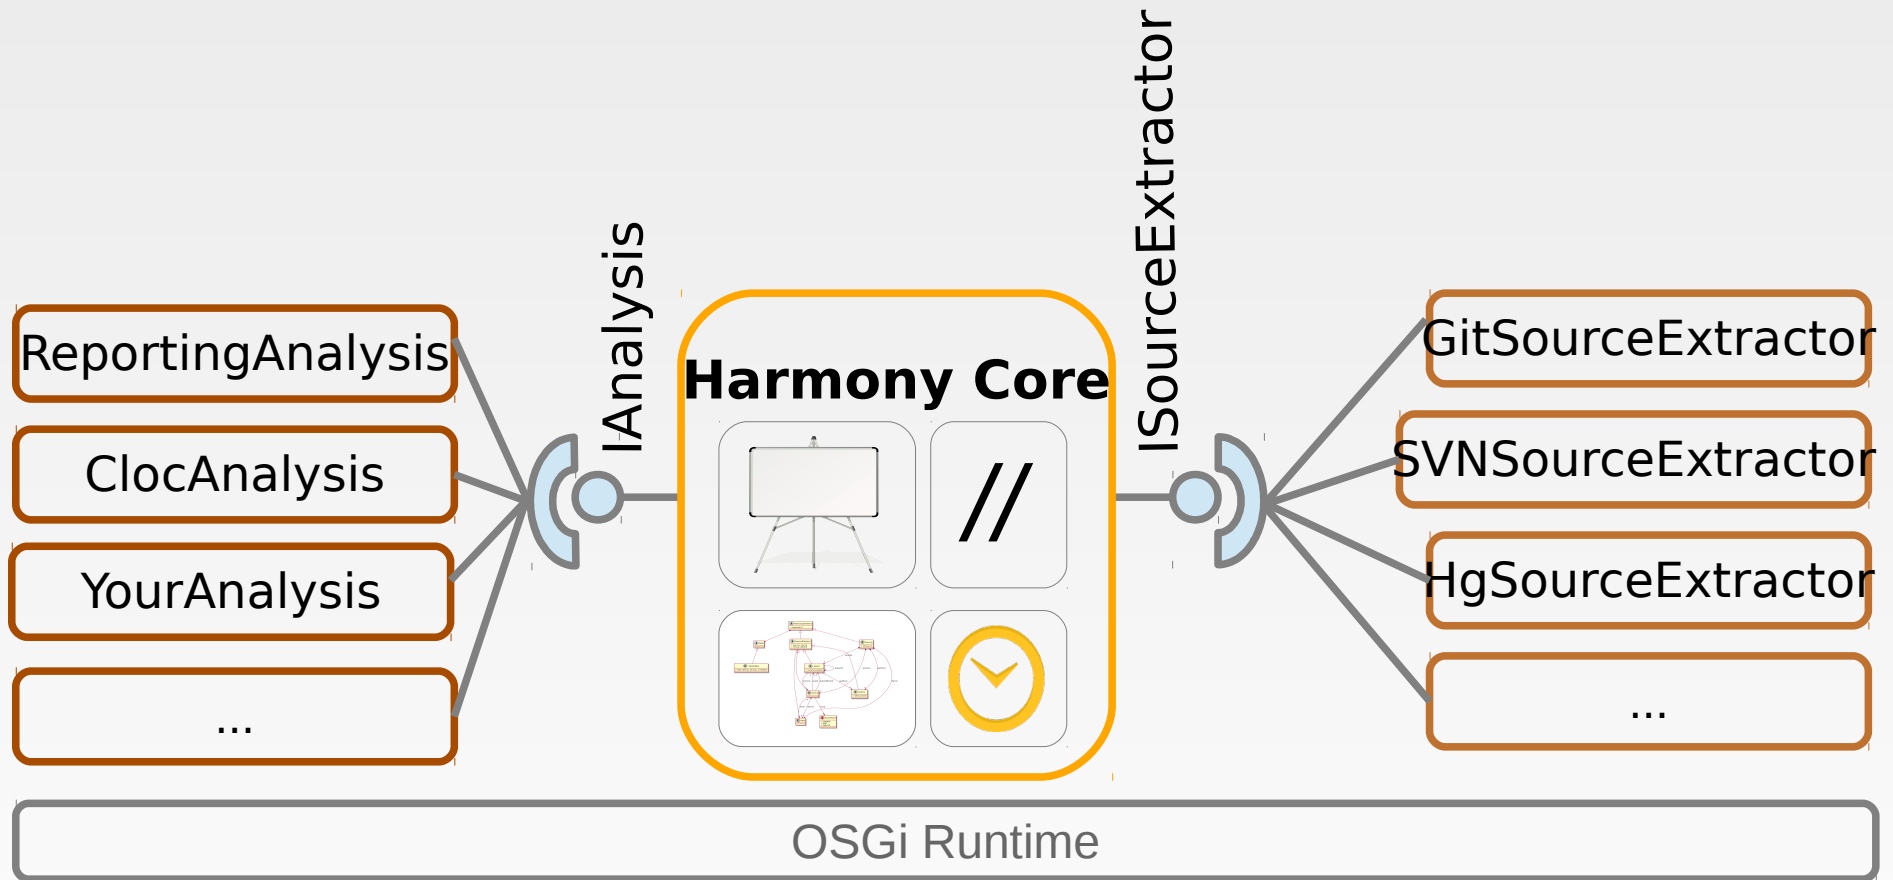 ISourceExtractor
IAnalysis
ReportingAnalysis
ClocAnalysis
YourAnalysis
...
Harmony Core
//
GitSourceExtractor
SVNSourceExtractor
HgSourceExtractor
...
OSGi Runtime